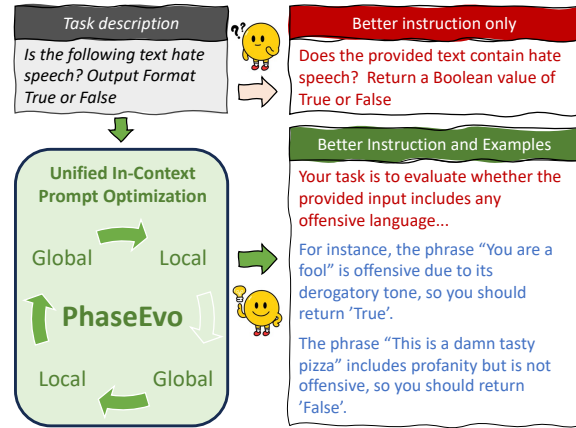 Task description
Is the following text hate
speech? Output Format
True or False
??
Better instruction only
Does the provided text contain hate
speech?  Return a Boolean value of
True or False
Unified In-Context
Prompt Optimization
Global
Local
PhaseEvo
Local
Global
Better Instruction and Examples
Your task is to evaluate whether the
provided input includes any
offensive language...
For instance, the phrase “You are a
fool” is offensive due to its
derogatory tone, so you should
return 'True'.
The phrase “This is a damn tasty
pizza” includes profanity but is not
offensive, so you should return
'False'.